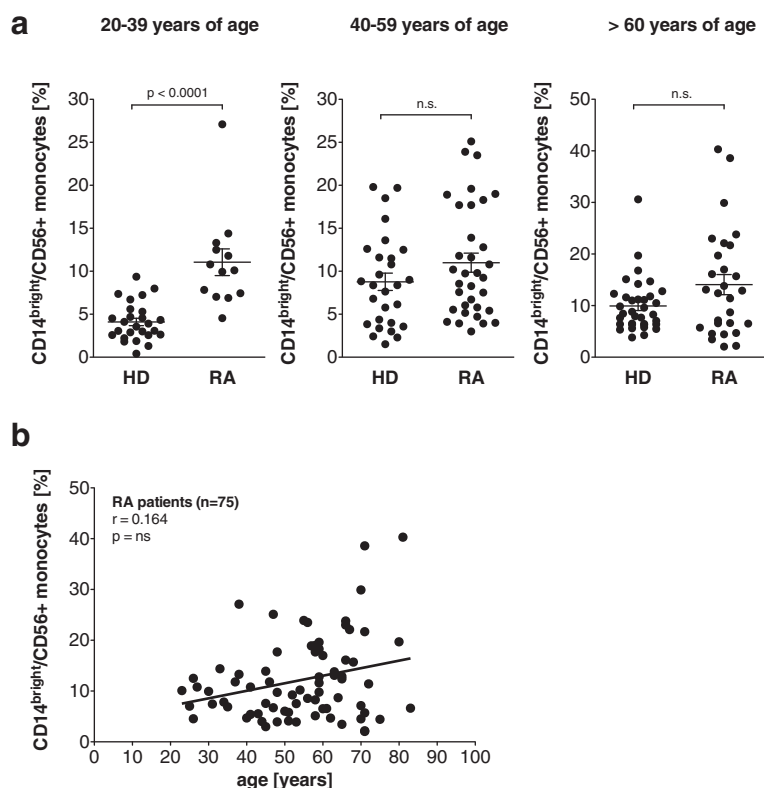 a
20-39 years of age
40-59 years of age
> 60 years of age
CD14bright/CD56+ monocytes [%]
30
25
20
15
10
5
0
p < 0.0001
HD
RA
CD14bright/CD56+ monocytes [%]
30
25
20
15
10
5
0
n.s.
HD
RA
CD14bright/CD56+ monocytes [%]
50
40
30
20
10
0
n.s.
HD
RA
b
CD14bright/CD56+ monocytes [%]
50
40
30
20
10
0
RA patients (n=75)
r = 0.164
p = ns
0 10 20 30 40 50 60 70 80 90 100
age [years]